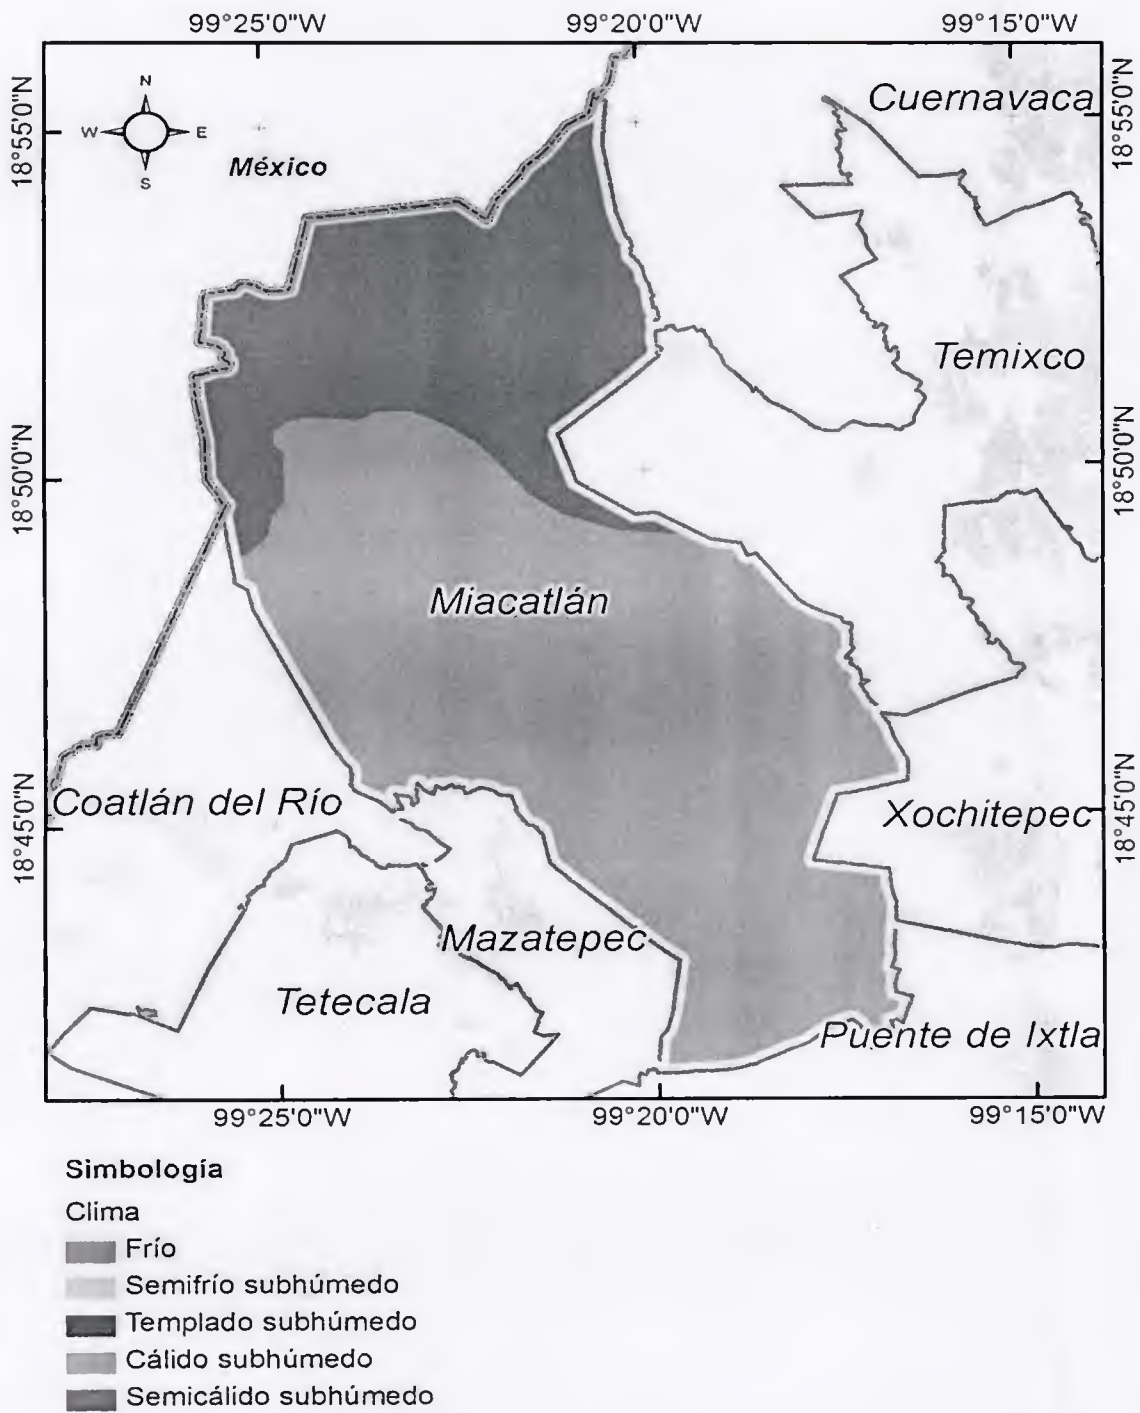 99°25'0"W 99°20'0"W 99°15'0"W
18°55'0"N
18°55'0"N
N
W E
S
México
Cuernavaca
Temixco
18°50'0"N
18°50'0"N
Miacatlán
18°45'0"N
18°45'0"N
Coatlán del Río
Xochitepec
Mazatepec
Tetecala
Puente de Ixtla
99°25'0"W 99°20'0"W 99°15'0"W
Simbología
Clima
Frío
Semifrío subhúmedo
Templado subhúmedo
Cálido subhúmedo
Semicálido subhúmedo